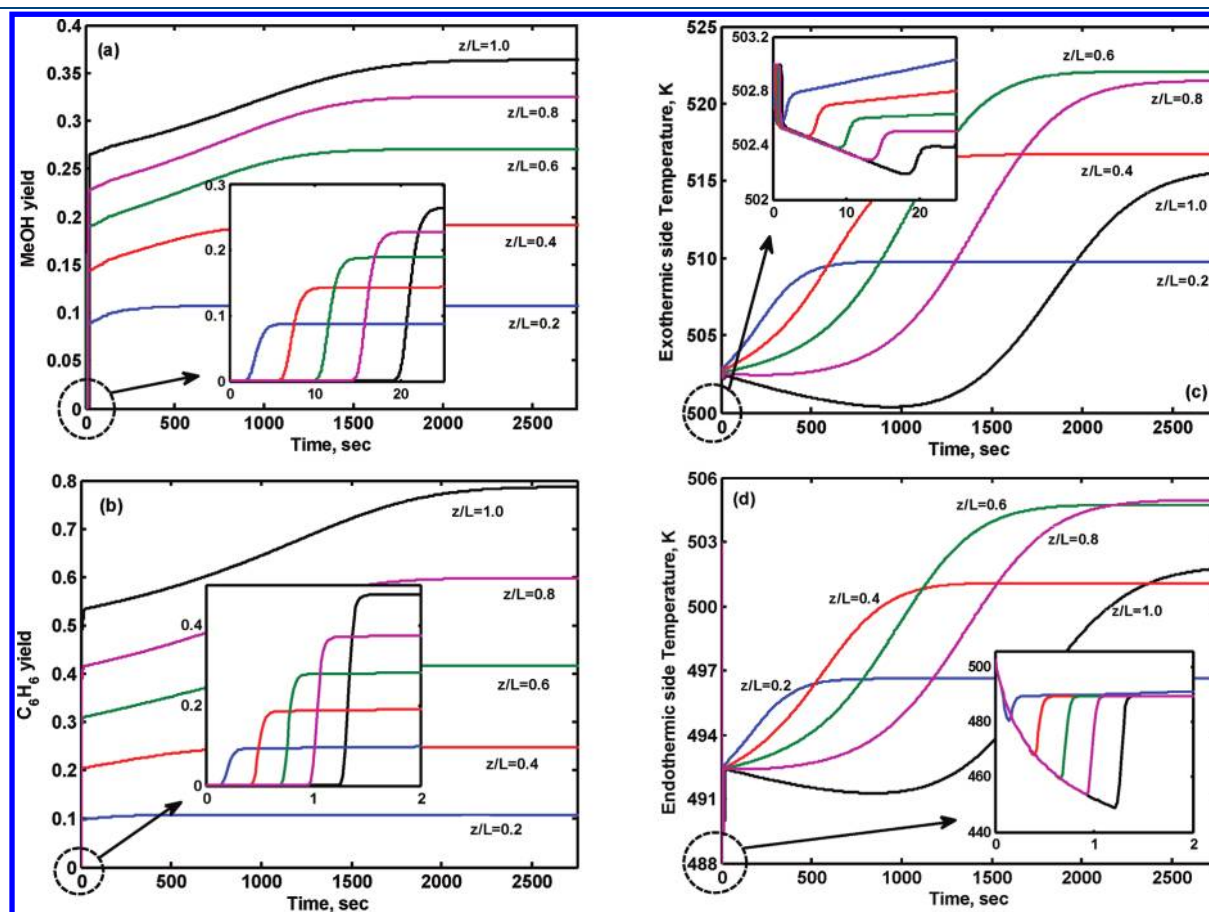 (a)
z/L=1.0
z/L=0.8
z/L=0.6
z/L=0.4
z/L=0.2
MeOH yield
0.4
0.35
0.3
0.25
0.2
0.15
0.1
0.05
0
0.3
0.2
0.1
0
0 10 20
0 500 1000 1500 2000 2500
Time, sec
(c)
z/L=0.6
z/L=0.8
z/L=0.4
z/L=1.0
z/L=0.2
Exothermic side Temperature, K
525
520
515
510
505
500
503.2
502.8
502.4
502
0 10 20
0 500 1000 1500 2000 2500
Time, sec
(b)
z/L=1.0
z/L=0.8
z/L=0.6
z/L=0.4
z/L=0.2
C6H6 yield
0.8
0.7
0.6
0.5
0.4
0.3
0.2
0.1
0
0.4
0.2
0
0 1 2
0 500 1000 1500 2000 2500
Time, sec
(d)
z/L=0.6
z/L=0.8
z/L=0.4
z/L=1.0
z/L=0.2
Endothermic side Temperature, K
506
503
500
497
494
491
488
500
480
460
440
0 1 2
0 500 1000 1500 2000 2500
Time, sec